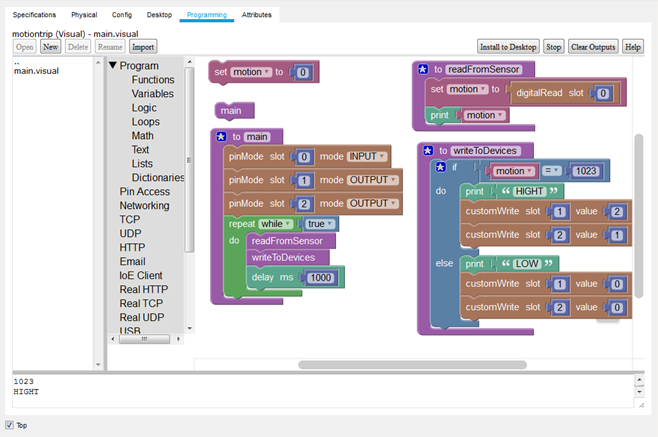 Specifications Physical Config Desktop Programming Attributes
motiontrip (Visual) - main.visual
Open New Delete Rename Import Install to Desktop Stop Clear Outputs Help
..
main.visual
Program
Functions
Variables
Logic
Loops
Math
Text
Lists
Dictionaries
Pin Access
Networking
TCP
UDP
HTTP
Email
IoE Client
Real HTTP
Real TCP
Real UDP
USB
set motion to 0
main
to main
pinMode slot 0 mode INPUT
pinMode slot 1 mode OUTPUT
pinMode slot 2 mode OUTPUT
repeat while true
do readFromSensor
writeToDevices
delay ms 1000
to readFromSensor
set motion to digitalRead slot 0
print motion
to writeToDevices
if motion = 1023
do print “ HIGHT ”
customWrite slot 1 value 2
customWrite slot 2 value 1
else print “ LOW ”
customWrite slot 1 value 0
customWrite slot 2 value 0
1023
HIGHT
Top